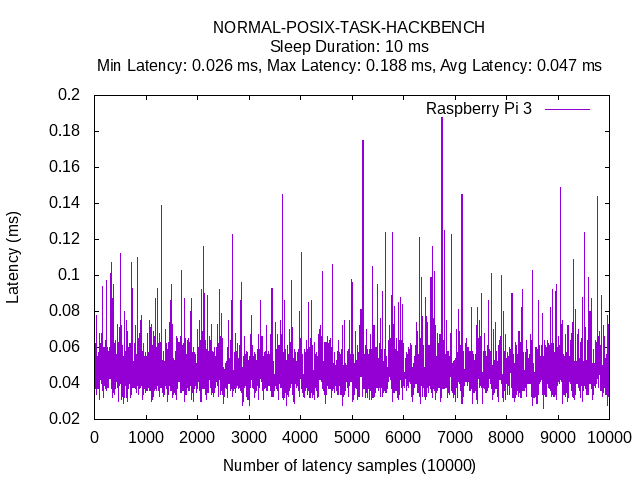 NORMAL-POSIX-TASK-HACKBENCH
Sleep Duration: 10 ms
Min Latency: 0.026 ms, Max Latency: 0.188 ms, Avg Latency: 0.047 ms
Raspberry Pi 3
Latency (ms)
0.2
0.18
0.16
0.14
0.12
0.1
0.08
0.06
0.04
0.02
0 1000 2000 3000 4000 5000 6000 7000 8000 9000 10000
Number of latency samples (10000)